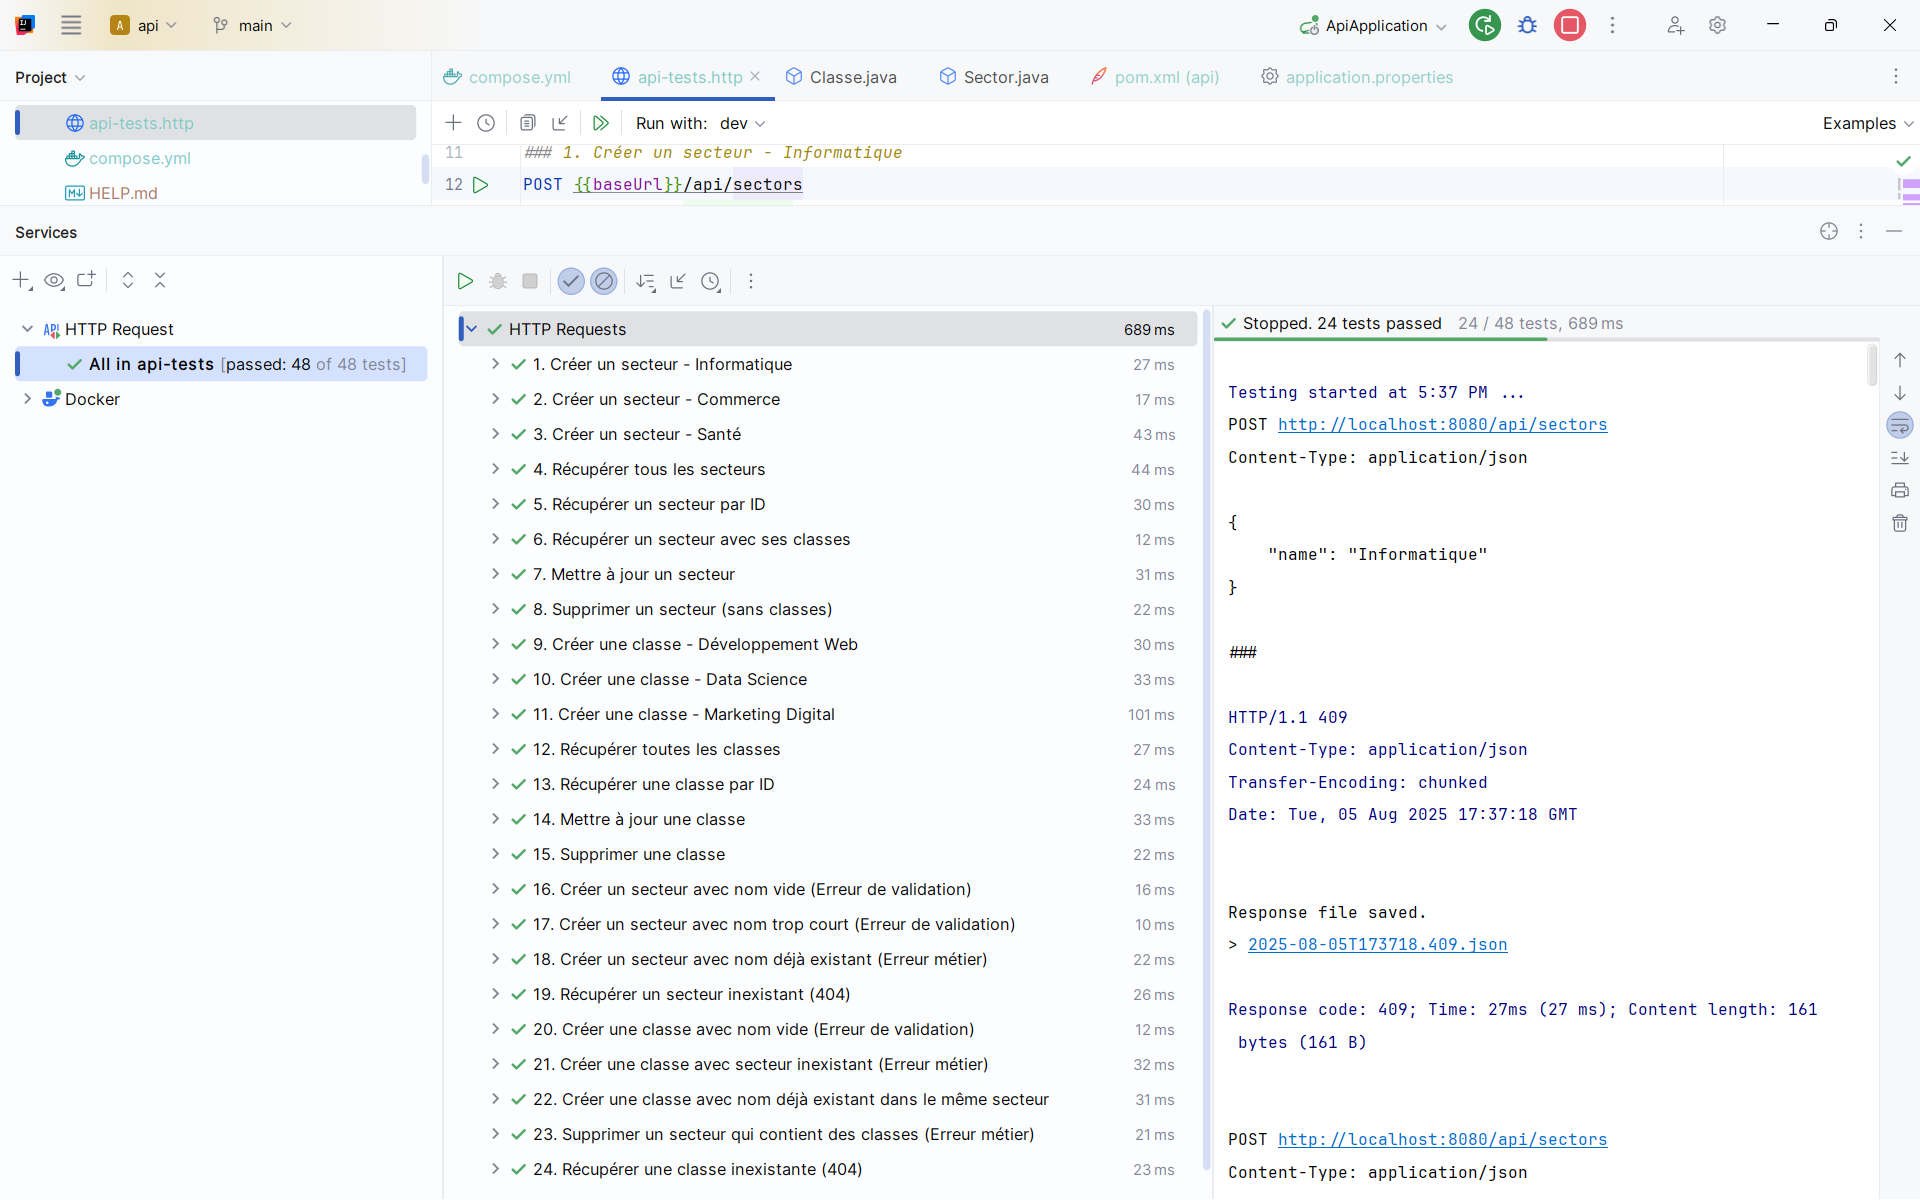 A api
main
ApiApplication
Project
compose.yml
api-tests.http
Classe.java
Sector.java
pom.xml (api)
application.properties
api-tests.http
compose.yml
HELP.md
Run with: dev
Examples
11 ### 1. Créer un secteur - Informatique
12 POST {{baseUrl}}/api/sectors
Services
HTTP Request
All in api-tests [passed: 48 of 48 tests]
Docker
HTTP Requests 689 ms
1. Créer un secteur - Informatique 27 ms
2. Créer un secteur - Commerce 17 ms
3. Créer un secteur - Santé 43 ms
4. Récupérer tous les secteurs 44 ms
5. Récupérer un secteur par ID 30 ms
6. Récupérer un secteur avec ses classes 12 ms
7. Mettre à jour un secteur 31 ms
8. Supprimer un secteur (sans classes) 22 ms
9. Créer une classe - Développement Web 30 ms
10. Créer une classe - Data Science 33 ms
11. Créer une classe - Marketing Digital 101 ms
12. Récupérer toutes les classes 27 ms
13. Récupérer une classe par ID 24 ms
14. Mettre à jour une classe 33 ms
15. Supprimer une classe 22 ms
16. Créer un secteur avec nom vide (Erreur de validation) 16 ms
17. Créer un secteur avec nom trop court (Erreur de validation) 10 ms
18. Créer un secteur avec nom déjà existant (Erreur métier) 22 ms
19. Récupérer un secteur inexistant (404) 26 ms
20. Créer une classe avec nom vide (Erreur de validation) 12 ms
21. Créer une classe avec secteur inexistant (Erreur métier) 32 ms
22. Créer une classe avec nom déjà existant dans le même secteur 31 ms
23. Supprimer un secteur qui contient des classes (Erreur métier) 21 ms
24. Récupérer une classe inexistante (404) 23 ms
Stopped. 24 tests passed 24 / 48 tests, 689 ms
Testing started at 5:37 PM ...
POST http://localhost:8080/api/sectors
Content-Type: application/json
{
"name": "Informatique"
}
###
HTTP/1.1 409
Content-Type: application/json
Transfer-Encoding: chunked
Date: Tue, 05 Aug 2025 17:37:18 GMT
Response file saved.
> 2025-08-05T173718.409.json
Response code: 409; Time: 27ms (27 ms); Content length: 161
bytes (161 B)
POST http://localhost:8080/api/sectors
Content-Type: application/json